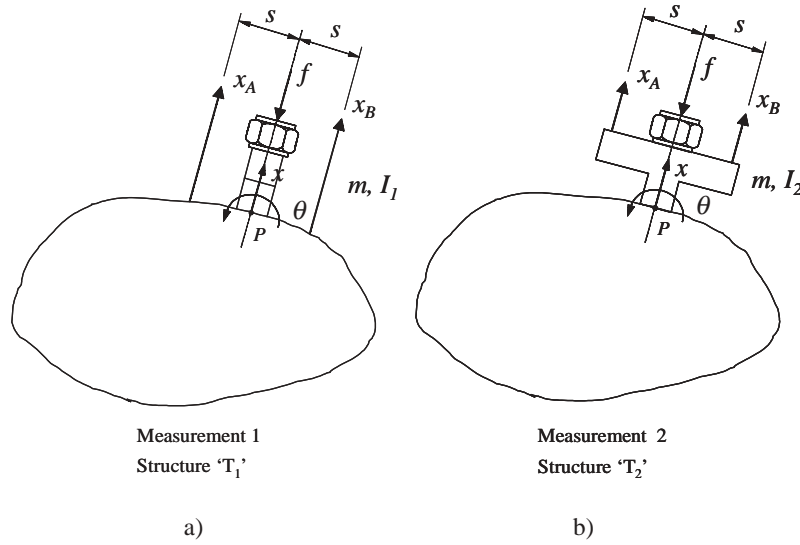 s
s
x_A
f
x_B
x
m, I_1
θ
P
Measurement 1
Structure ‘T_1’
a)
s
s
x_A
f
x_B
x
m, I_2
θ
P
Measurement 2
Structure ‘T_2’
b)